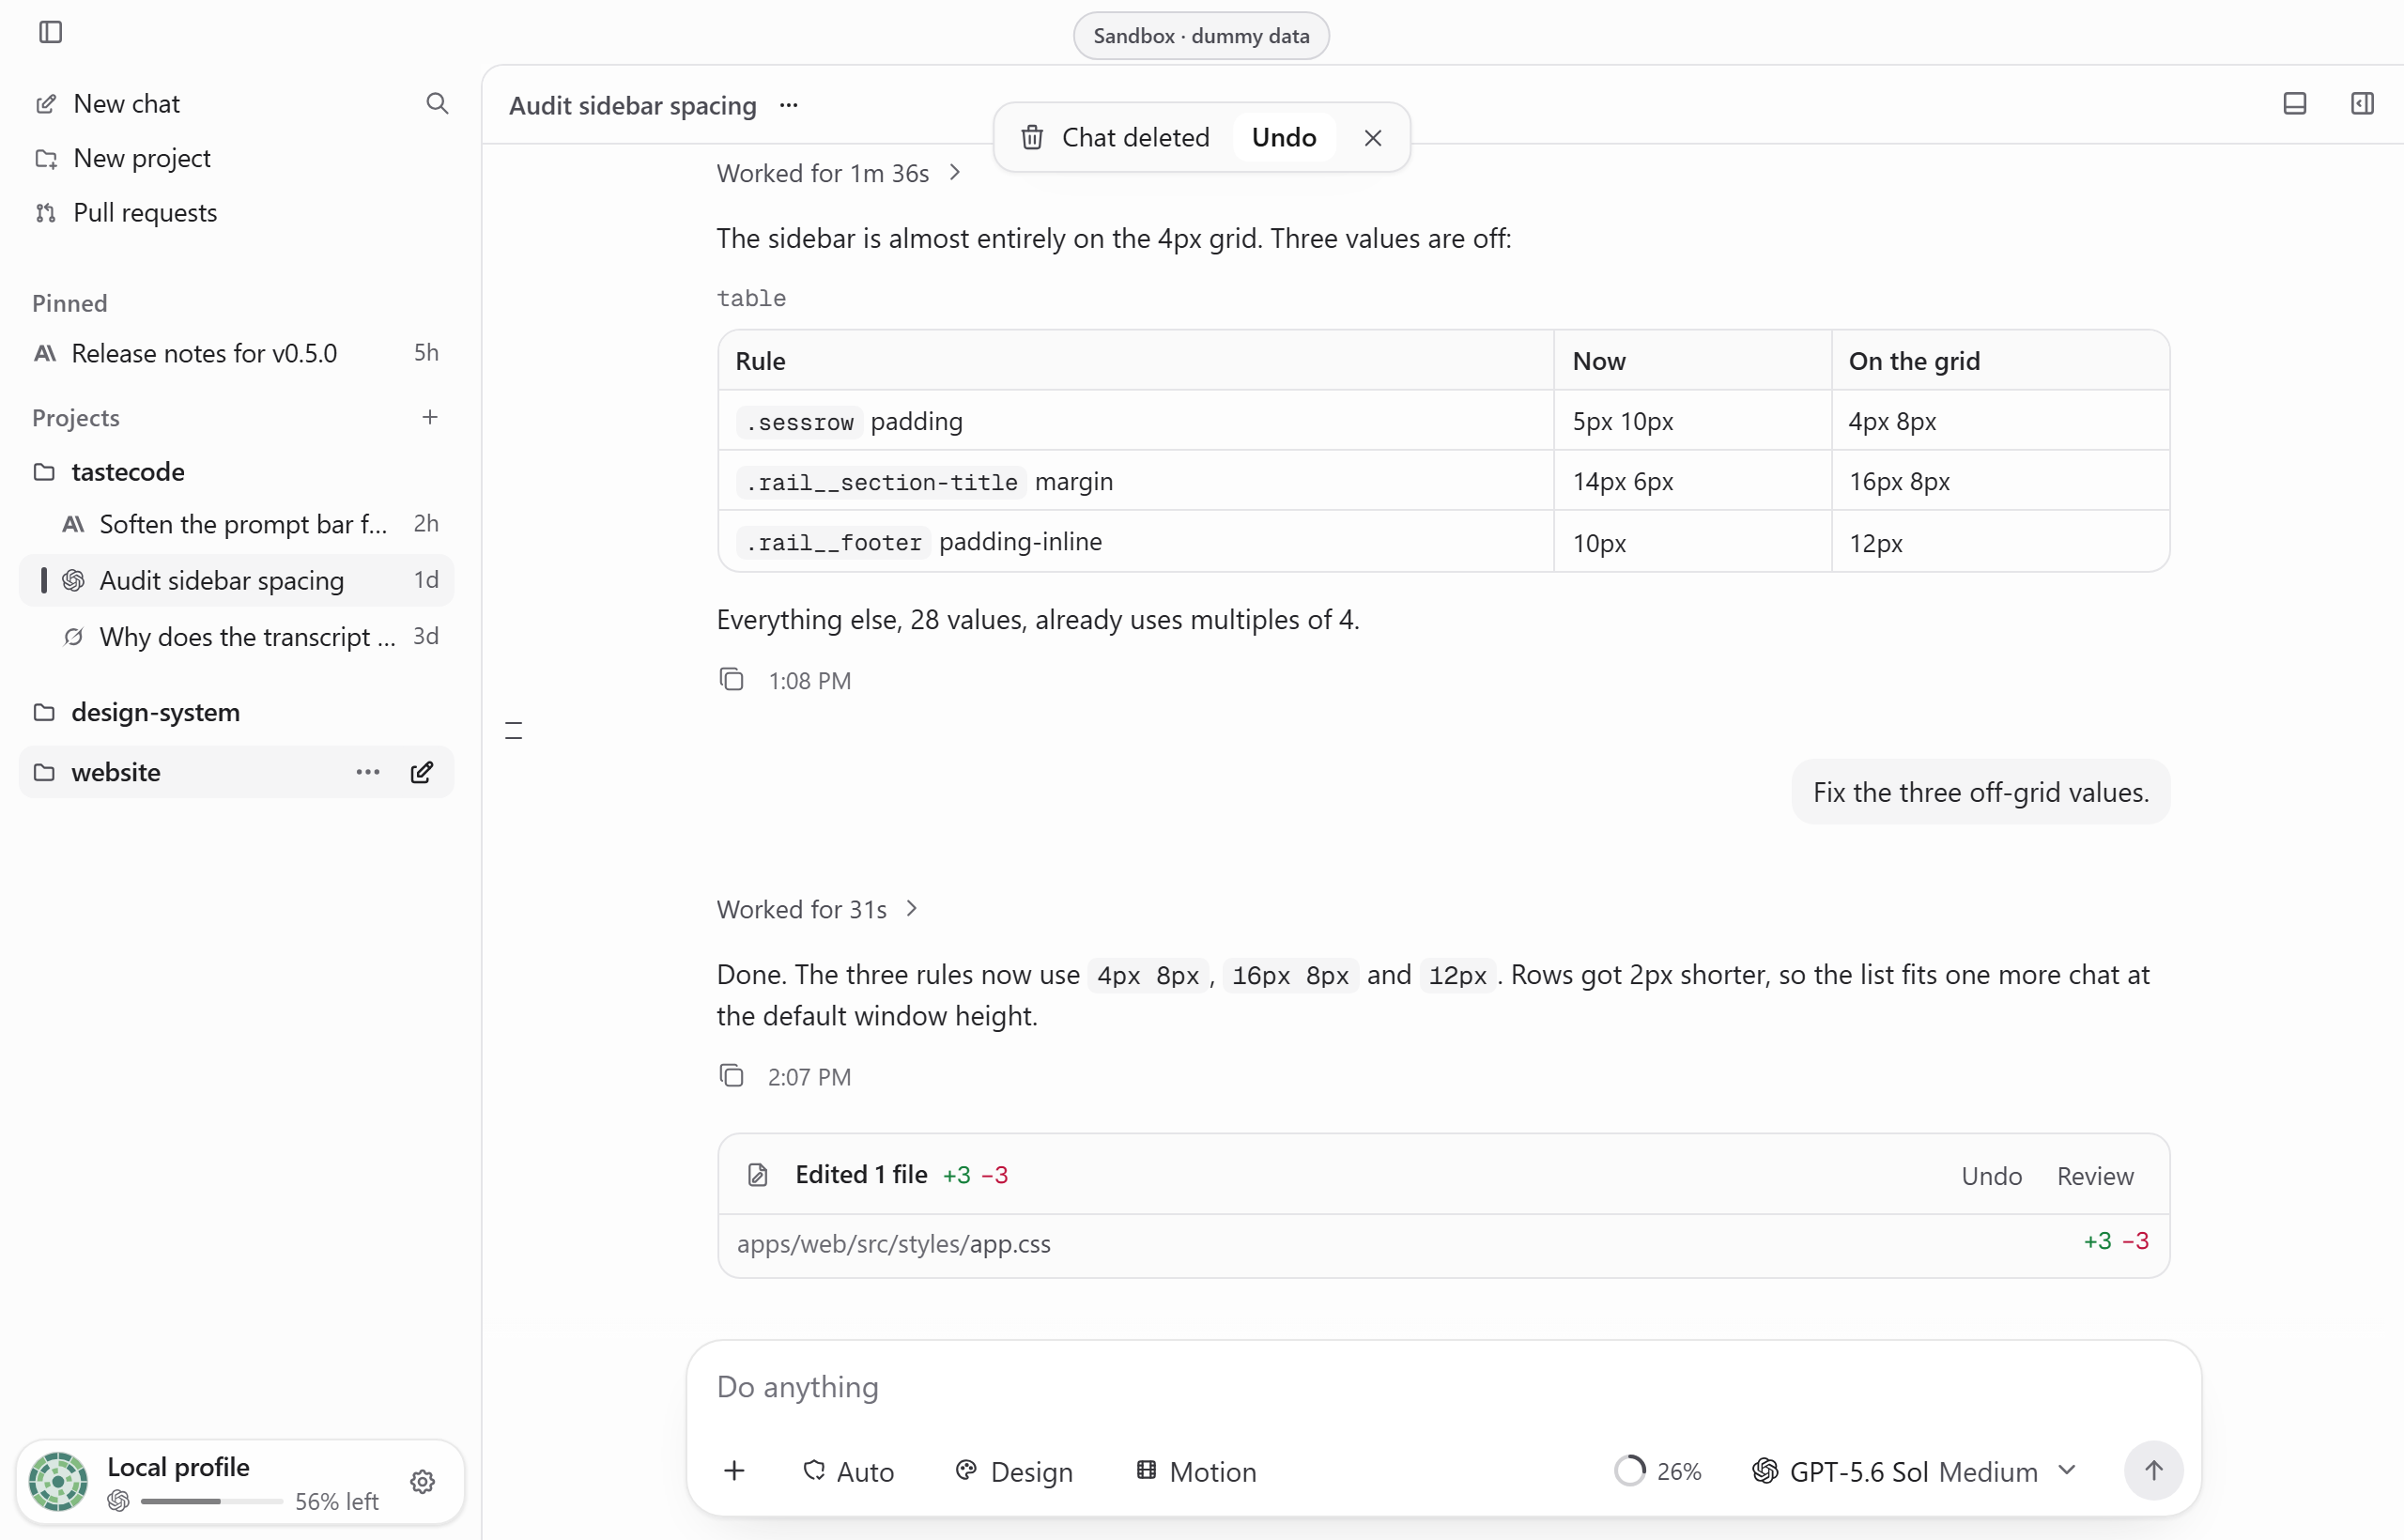 Sandbox · dummy data
New chat
New project
Pull requests
Pinned
Release notes for v0.5.0 5h
Projects
tastecode
Soften the prompt bar f... 2h
Audit sidebar spacing 1d
Why does the transcript ... 3d
design-system
website
Local profile
56% left
Audit sidebar spacing
Chat deleted Undo
Worked for 1m 36s
The sidebar is almost entirely on the 4px grid. Three values are off:
table
Rule Now On the grid
.sessrow padding 5px 10px 4px 8px
.rail__section-title margin 14px 6px 16px 8px
.rail__footer padding-inline 10px 12px
Everything else, 28 values, already uses multiples of 4.
1:08 PM
Fix the three off-grid values.
Worked for 31s
Done. The three rules now use 4px 8px, 16px 8px and 12px. Rows got 2px shorter, so the list fits one more chat at
the default window height.
2:07 PM
Edited 1 file +3 −3 Undo Review
apps/web/src/styles/app.css +3 −3
Do anything
Auto Design Motion 26% GPT-5.6 Sol Medium